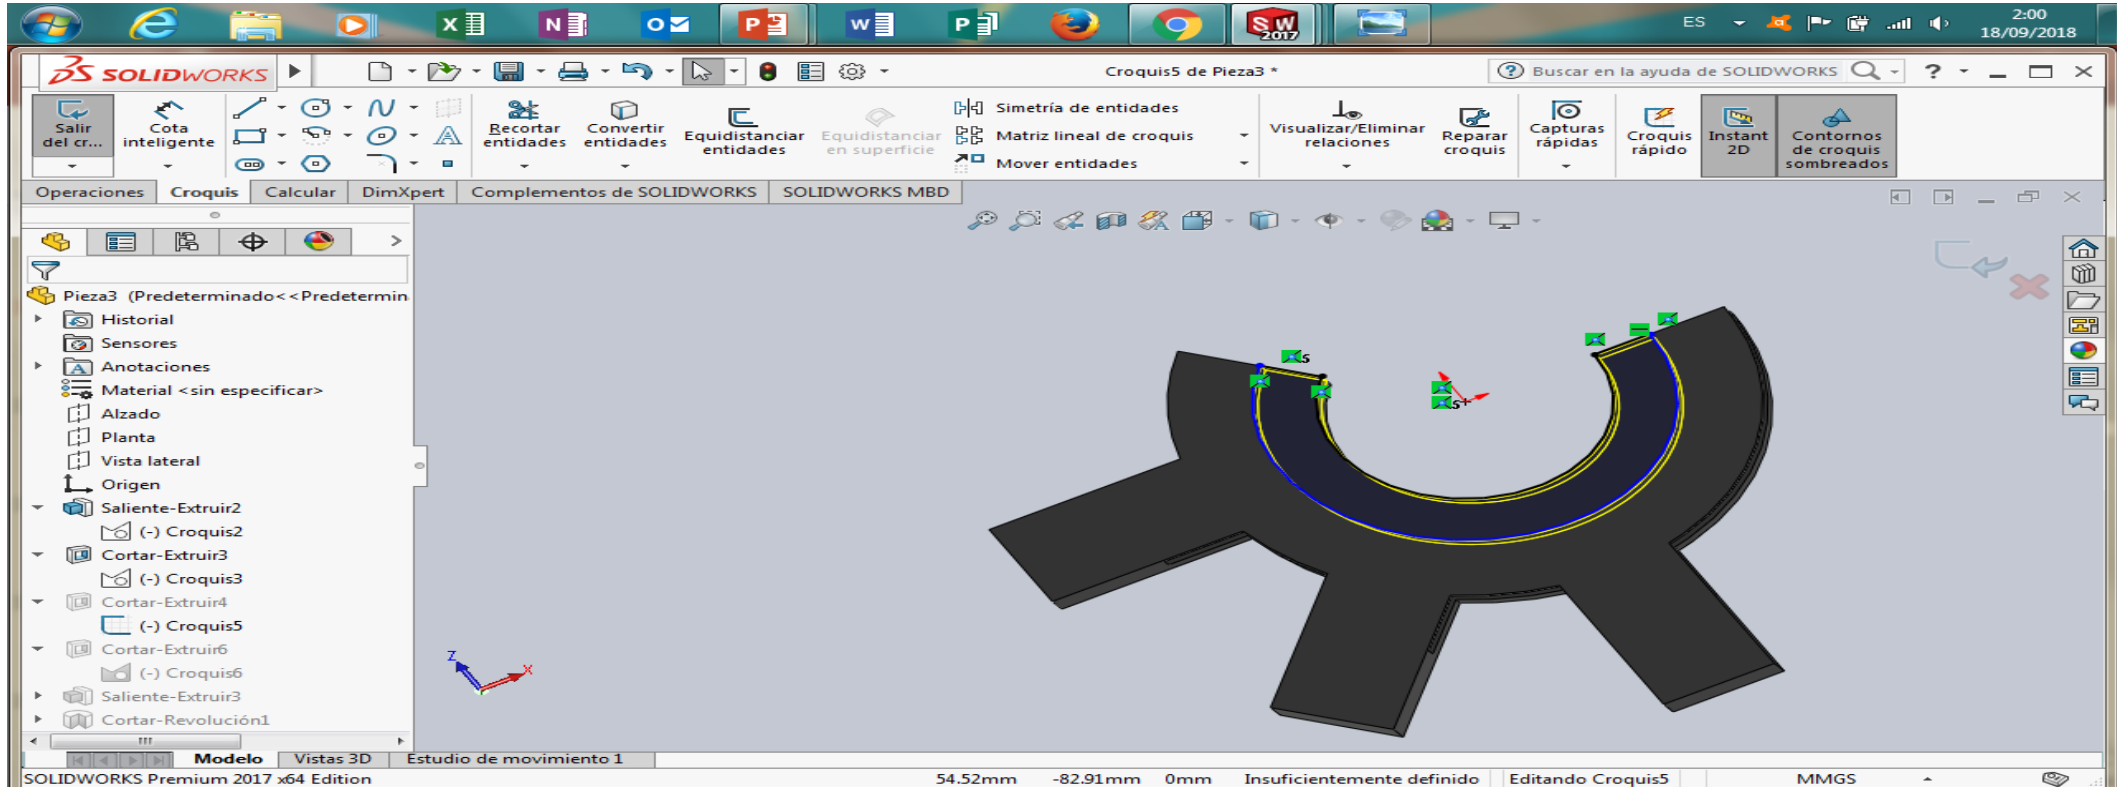 ES
2:00
18/09/2018
SOLIDWORKS
Croquis5 de Pieza3 *
Buscar en la ayuda de SOLIDWORKS
Salir del cr...
Cota inteligente
Recortar entidades
Convertir entidades
Equidistanciar entidades
Equidistanciar en superficie
Simetría de entidades
Matriz lineal de croquis
Mover entidades
Visualizar/Eliminar relaciones
Reparar croquis
Capturas rápidas
Croquis rápido
Instant 2D
Contornos de croquis sombreados
Operaciones Croquis Calcular DimXpert Complementos de SOLIDWORKS SOLIDWORKS MBD
Pieza3 (Predeterminado<<Predetermin
Historial
Sensores
Anotaciones
Material <sin especificar>
Alzado
Planta
Vista lateral
Origen
Saliente-Extruir2
(-) Croquis2
Cortar-Extruir3
(-) Croquis3
Cortar-Extruir4
(-) Croquis5
Cortar-Extruir6
(-) Croquis6
Saliente-Extruir3
Cortar-Revolución1
Z
X
Modelo Vistas 3D Estudio de movimiento 1
SOLIDWORKS Premium 2017 x64 Edition 54.52mm -82.91mm 0mm Insuficientemente definido Editando Croquis5 MMGS